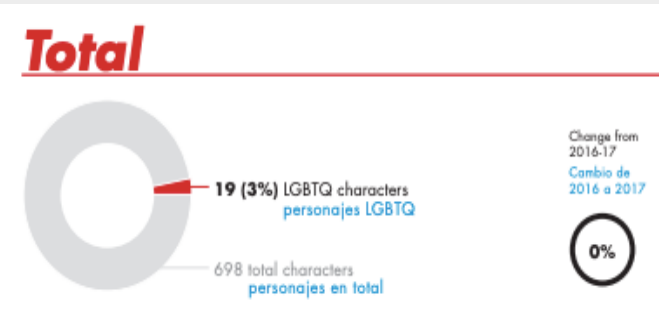 Total
Change from
2016-17
Cambio de
2016 a 2017
19 (3%) LGBTQ characters
personajes LGBTQ
0%
698 total characters
personajes en total